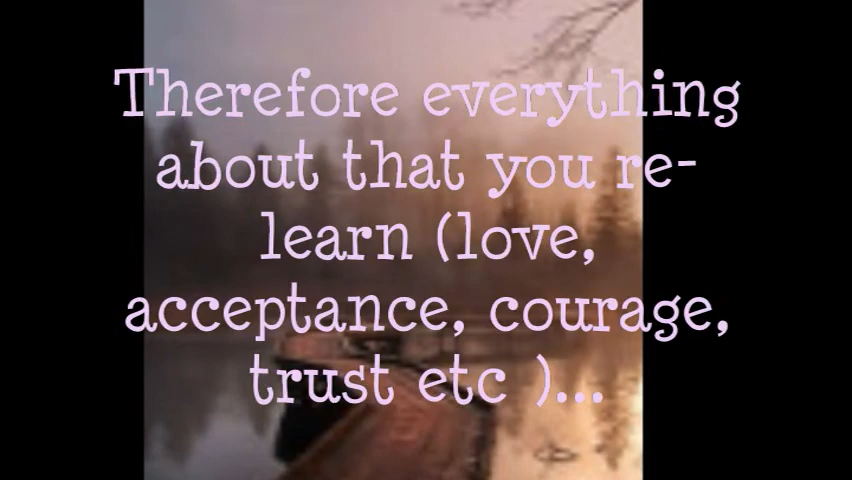 Therefore everything
about that you re-
learn (love,
acceptance, courage,
trust etc )...